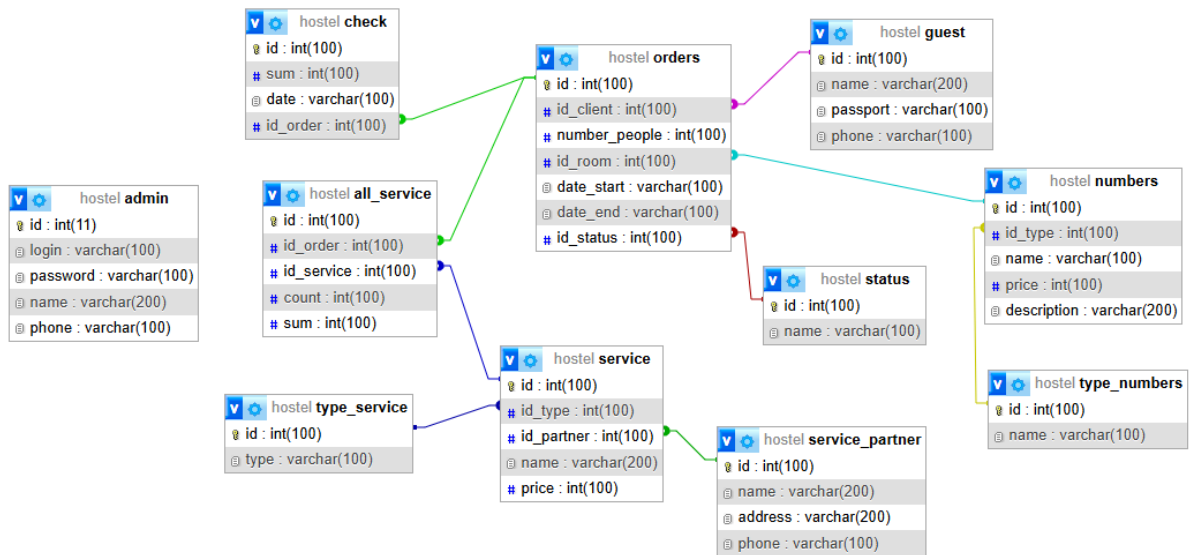 hostel check
id : int(100)
sum : int(100)
date : varchar(100)
id_order : int(100)
hostel orders
id : int(100)
id_client : int(100)
number_people : int(100)
id_room : int(100)
date_start : varchar(100)
date_end : varchar(100)
id_status : int(100)
hostel guest
id : int(100)
name : varchar(200)
passport : varchar(100)
phone : varchar(100)
hostel admin
id : int(11)
login : varchar(100)
password : varchar(100)
name : varchar(200)
phone : varchar(100)
hostel all_service
id : int(100)
id_order : int(100)
id_service : int(100)
count : int(100)
sum : int(100)
hostel numbers
id : int(100)
id_type : int(100)
name : varchar(100)
price : int(100)
description : varchar(200)
hostel status
id : int(100)
name : varchar(100)
hostel service
id : int(100)
id_type : int(100)
id_partner : int(100)
name : varchar(200)
price : int(100)
hostel type_service
id : int(100)
type : varchar(100)
hostel type_numbers
id : int(100)
name : varchar(100)
hostel service_partner
id : int(100)
name : varchar(200)
address : varchar(200)
phone : varchar(100)